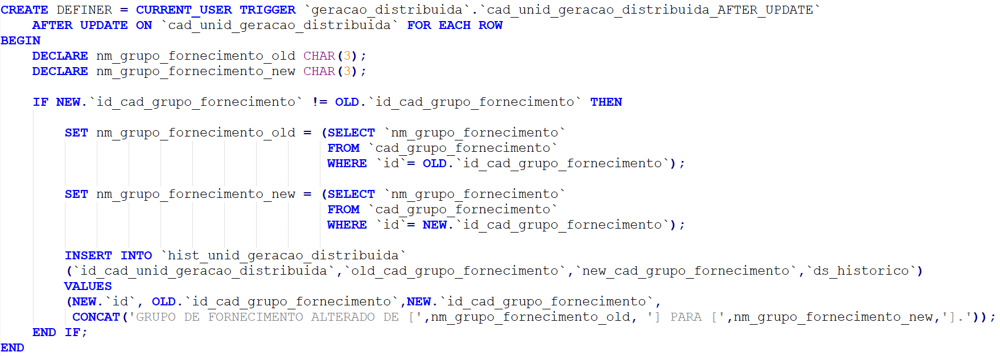 CREATE DEFINER = CURRENT_USER TRIGGER `geracao_distribuida`.`cad_unid_geracao_distribuida_AFTER_UPDATE`
    AFTER UPDATE ON `cad_unid_geracao_distribuida` FOR EACH ROW
BEGIN
    DECLARE nm_grupo_fornecimento_old CHAR(3);
    DECLARE nm_grupo_fornecimento_new CHAR(3);
    IF NEW.`id_cad_grupo_fornecimento` != OLD.`id_cad_grupo_fornecimento` THEN
        SET nm_grupo_fornecimento_old = (SELECT `nm_grupo_fornecimento`
                                         FROM `cad_grupo_fornecimento`
                                         WHERE `id`= OLD.`id_cad_grupo_fornecimento`);
        SET nm_grupo_fornecimento_new = (SELECT `nm_grupo_fornecimento`
                                         FROM `cad_grupo_fornecimento`
                                         WHERE `id`= NEW.`id_cad_grupo_fornecimento`);
        INSERT INTO `hist_unid_geracao_distribuida`
        (`id_cad_unid_geracao_distribuida`,`old_cad_grupo_fornecimento`,`new_cad_grupo_fornecimento`,`ds_historico`)
        VALUES
        (NEW.`id`, OLD.`id_cad_grupo_fornecimento`,NEW.`id_cad_grupo_fornecimento`,
         CONCAT('GRUPO DE FORNECIMENTO ALTERADO DE [',nm_grupo_fornecimento_old, '] PARA [',nm_grupo_fornecimento_new,'].'));
    END IF;
END